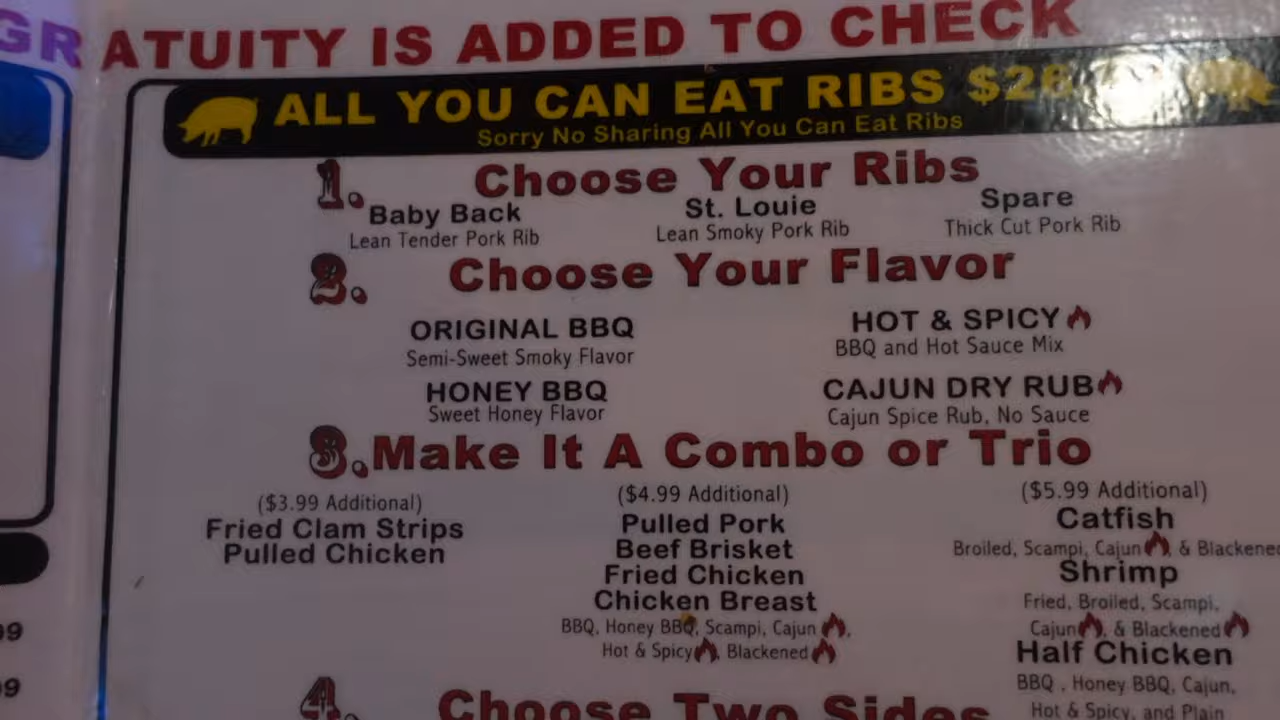 GRATUITY IS ADDED TO CHECK
ALL YOU CAN EAT RIBS
Sorry No Sharing All You Can Eat Ribs
1. Choose Your Ribs
Baby Back St. Louie Spare
Lean Tender Pork Rib Lean Smoky Pork Rib Thick Cut Pork Rib
2. Choose Your Flavor
ORIGINAL BBQ HOT & SPICY
Semi-Sweet Smoky Flavor BBQ and Hot Sauce Mix
HONEY BBQ CAJUN DRY RUB
Sweet Honey Flavor Cajun Spice Rub, No Sauce
3. Make It A Combo or Trio
($3.99 Additional)
Fried Clam Strips
Pulled Chicken
($4.99 Additional)
Pulled Pork
Beef Brisket
Fried Chicken
Chicken Breast
BBQ, Honey BBQ, Scampi, Cajun,
Hot & Spicy, Blackened
($5.99 Additional)
Catfish
Broiled, Scampi, Cajun, & Blackene
Shrimp
Fried, Broiled, Scampi,
Cajun, & Blackened
Half Chicken
BBQ , Honey BBQ, Cajun,
Hot & Spicy, and Plain
4. Choose Two Sides